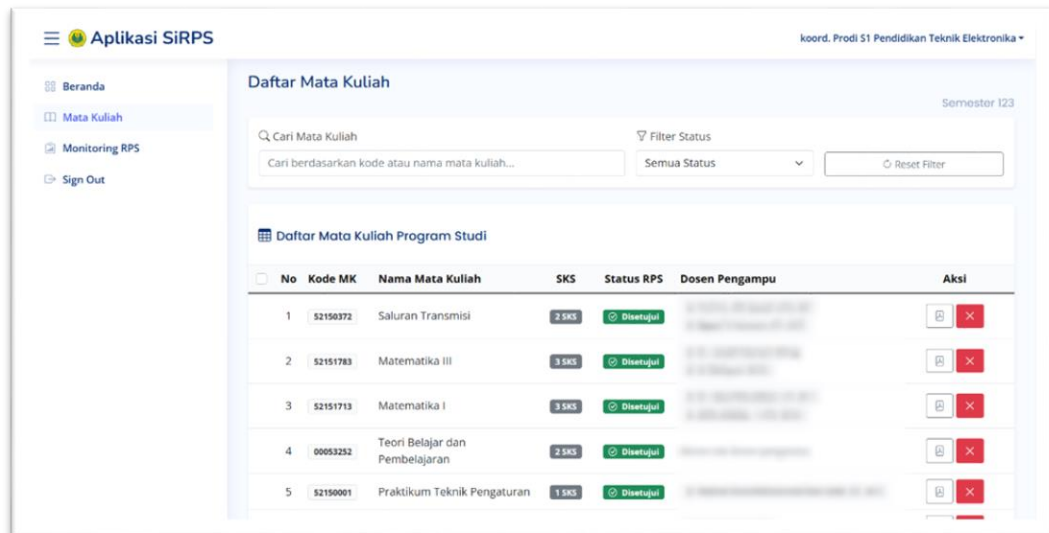 Aplikasi SiRPS
koord. Prodi S1 Pendidikan Teknik Elektronika
Beranda
Mata Kuliah
Monitoring RPS
Sign Out
Daftar Mata Kuliah
Semester 123
Cari Mata Kuliah
Filter Status
Cari berdasarkan kode atau nama mata kuliah...
Semua Status
Reset Filter
Daftar Mata Kuliah Program Studi
No Kode MK Nama Mata Kuliah SKS Status RPS Dosen Pengampu Aksi
1 52150372 Saluran Transmisi 2 SKS Disetujui
2 52151783 Matematika III 3 SKS Disetujui
3 52151713 Matematika I 3 SKS Disetujui
4 00053252 Teori Belajar dan 2 SKS Disetujui
Pembelajaran
5 52150001 Praktikum Teknik Pengaturan 1 SKS Disetujui